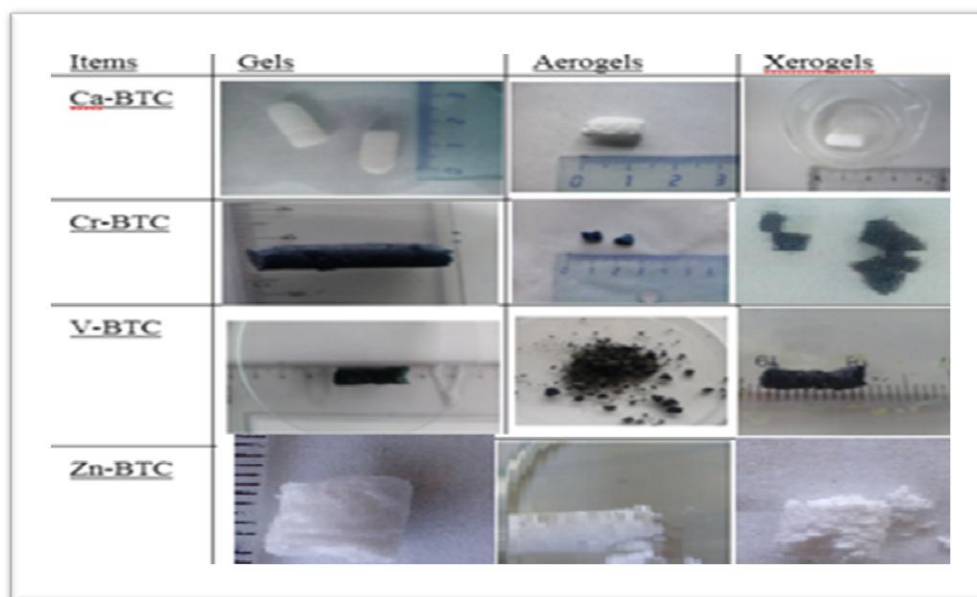 Items Gels Aerogels Xerogels
Ca-BTC
0 1 2 3
Cr-BTC
V-BTC
Zn-BTC